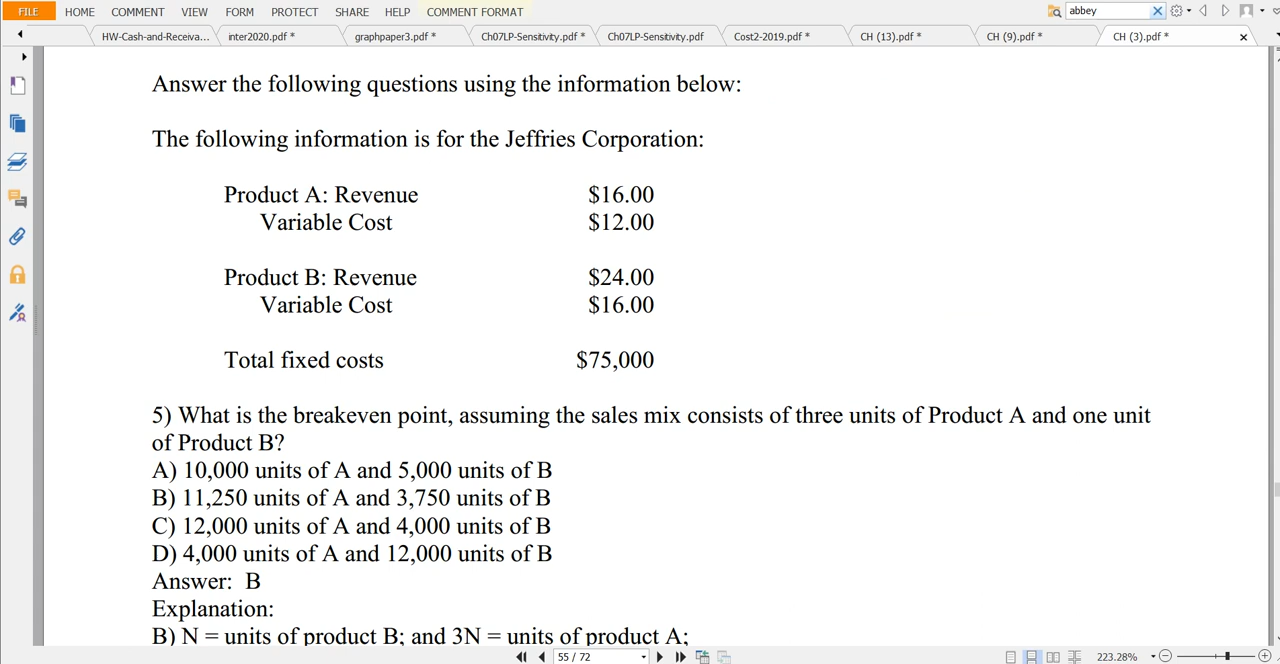 FILE HOME COMMENT VIEW FORM PROTECT SHARE HELP COMMENT FORMAT abbey
HW-Cash-and-Receiva... inter2020.pdf * graphpaper3.pdf * Ch07LP-Sensitivity.pdf * Ch07LP-Sensitivity.pdf Cost2-2019.pdf * CH (13).pdf * CH (9).pdf * CH (3).pdf *
Answer the following questions using the information below:
The following information is for the Jeffries Corporation:
Product A: Revenue $16.00
Variable Cost $12.00
Product B: Revenue $24.00
Variable Cost $16.00
Total fixed costs $75,000
5) What is the breakeven point, assuming the sales mix consists of three units of Product A and one unit
of Product B?
A) 10,000 units of A and 5,000 units of B
B) 11,250 units of A and 3,750 units of B
C) 12,000 units of A and 4,000 units of B
D) 4,000 units of A and 12,000 units of B
Answer: B
Explanation:
B) N = units of product B; and 3N = units of product A;
55 / 72 223.28%